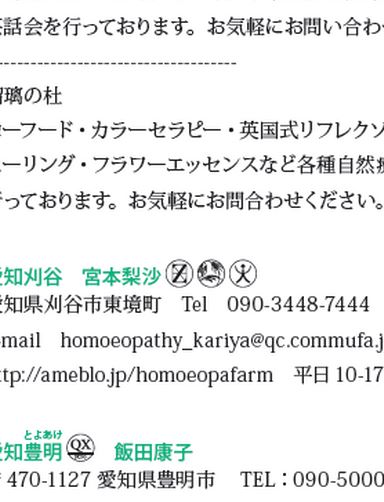 話会を行っております。お気軽にお問い合わ
--------------------------------------
璃の杜
ーフード・カラーセラピー・英国式リフレクソ
ーリング・フラワーエッセンスなど各種自然
っております。お気軽にお問合わせください。
知刈谷　宮本梨沙
知県刈谷市東境町　Tel　090-3448-7444
mail　homoeopathy_kariya@qc.commufa.j
ttp://ameblo.jp/homoeopafarm　平日 10-17
とよあけ
知豊明 QX　飯田康子
〒470-1127 愛知県豊明市　TEL：090-5000